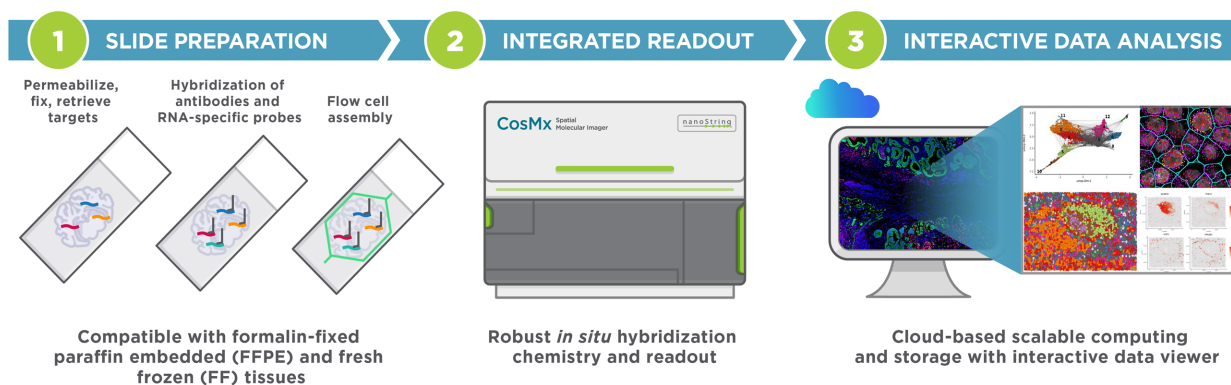 1 SLIDE PREPARATION
2 INTEGRATED READOUT
3 INTERACTIVE DATA ANALYSIS
Permeabilize,
fix, retrieve
targets
Hybridization of
antibodies and
RNA-specific probes
Flow cell
assembly
CosMx Spatial
Molecular Imager
nanoString
11
12
10
Compatible with formalin-fixed
paraffin embedded (FFPE) and fresh
frozen (FF) tissues
Robust in situ hybridization
chemistry and readout
Cloud-based scalable computing
and storage with interactive data viewer